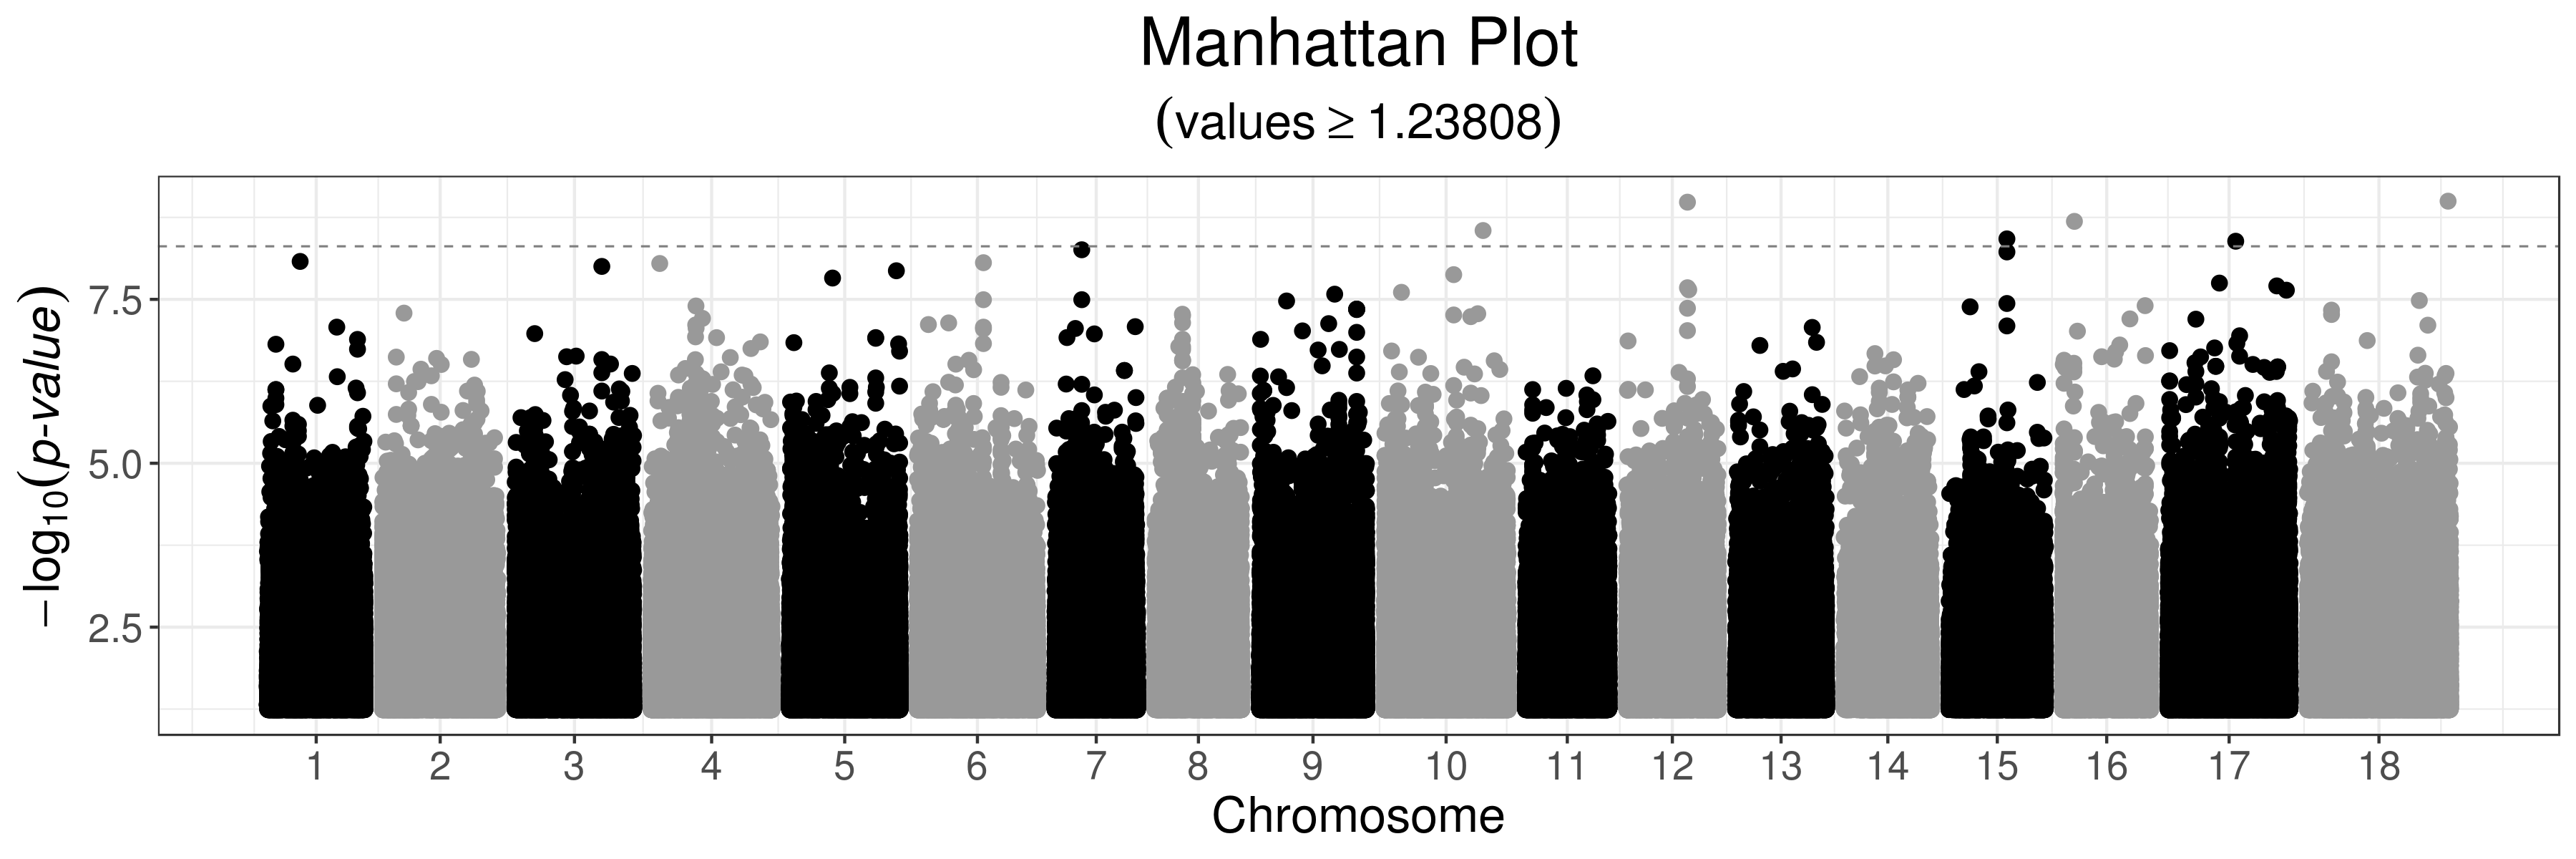 Manhattan Plot
(values ≥ 1.23808)
−log10(p-value)
7.5
5.0
2.5
1 2 3 4 5 6 7 8 9 10 11 12 13 14 15 16 17 18
Chromosome